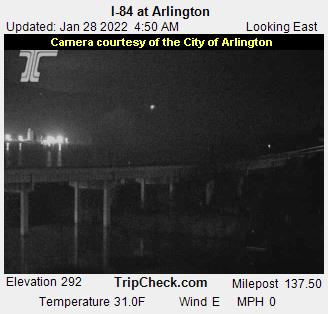 I-84 at Arlington
Updated: Jan 28 2022 4:50 AM Looking East
Camera courtesy of the City of Arlington
Elevation 292 TripCheck.com Milepost 137.50
Temperature 31.0F Wind E MPH 0